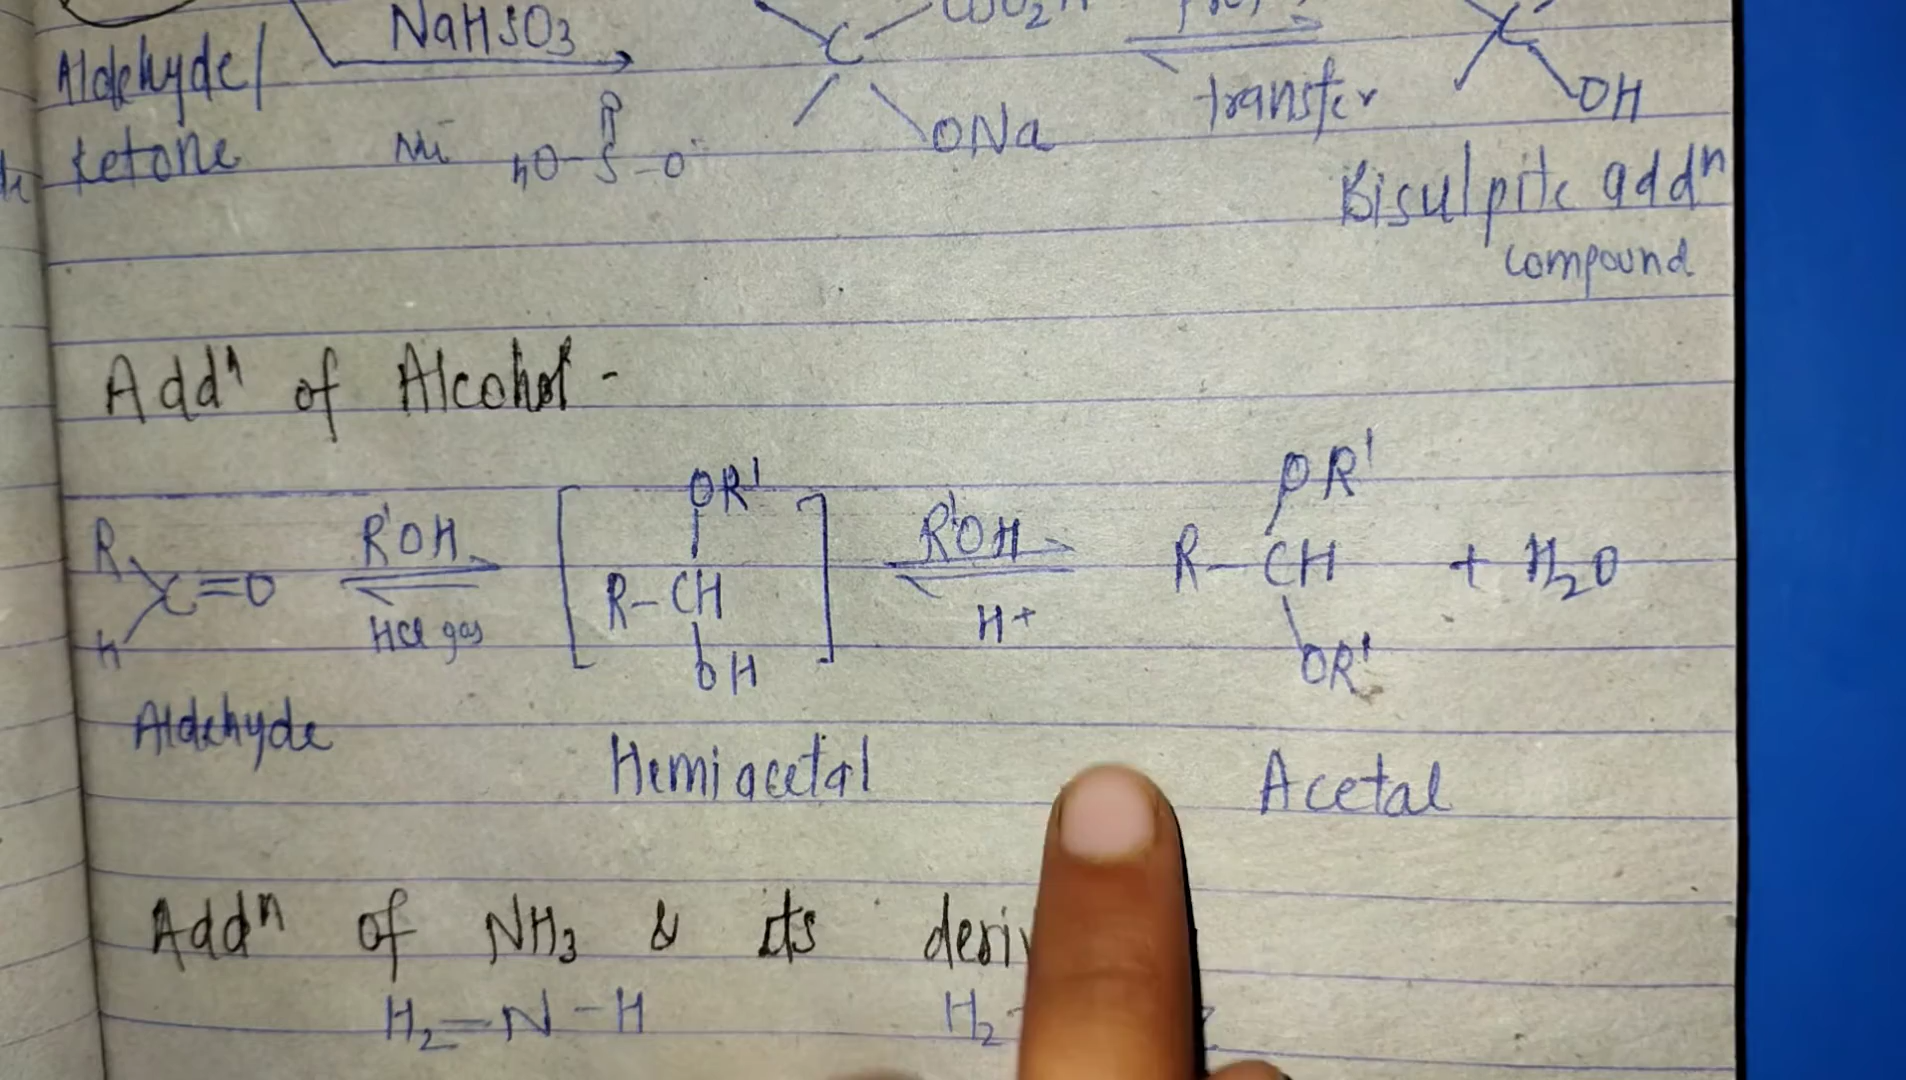 NaHSO3
Aldehyde/
ketone
C
ONa
transfer
OH
HO-S-O-
Bisulpite addn
compound
Addn of Alcohol -
OR' OR'
R R'OH R'OH
C=O R-CH R-CH + H2O
H HCl gas OH H+ OR'
Aldehyde
Hemiacetal Acetal
Addn of NH3 & its
H2-N-H H2